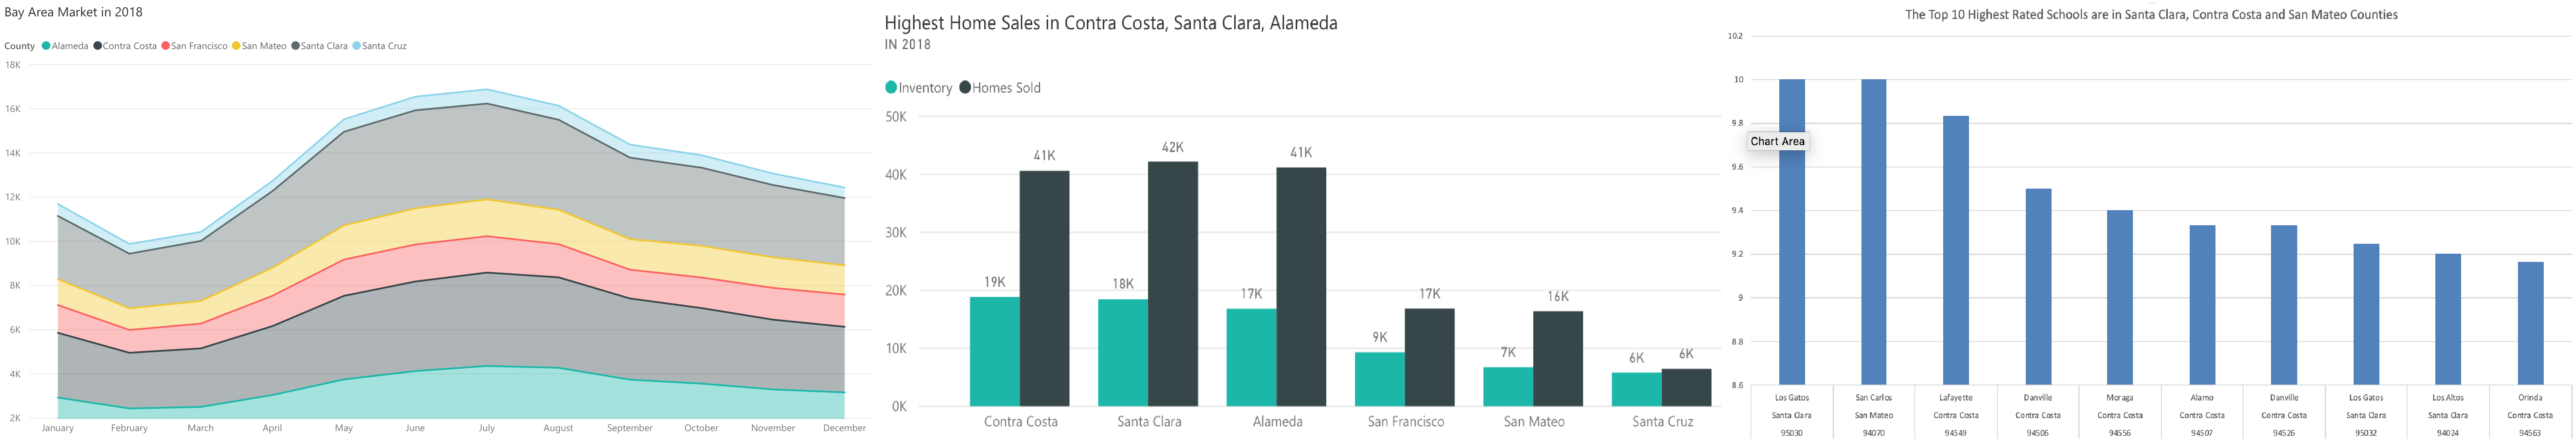 Bay Area Market in 2018
County Alameda Contra Costa San Francisco San Mateo Santa Clara Santa Cruz
18K
16K
14K
12K
10K
8K
6K
4K
2K
January February March April May June July August September October November December
Highest Home Sales in Contra Costa, Santa Clara, Alameda
IN 2018
Inventory Homes Sold
50K
40K
30K
20K
10K
0K
19K 41K 18K 42K 17K 41K 9K 17K 7K 16K 6K 6K
Contra Costa Santa Clara Alameda San Francisco San Mateo Santa Cruz
The Top 10 Highest Rated Schools are in Santa Clara, Contra Costa and San Mateo Counties
10.2
10
9.8
9.6
9.4
9.2
9
8.8
8.6
Chart Area
Los Gatos San Carlos Lafayette Danville Moraga Alamo Danville Los Gatos Los Altos Orinda
Santa Clara San Mateo Contra Costa Contra Costa Contra Costa Contra Costa Contra Costa Santa Clara Santa Clara Contra Costa
95030 94070 94549 94506 94556 94507 94526 95032 94024 94563